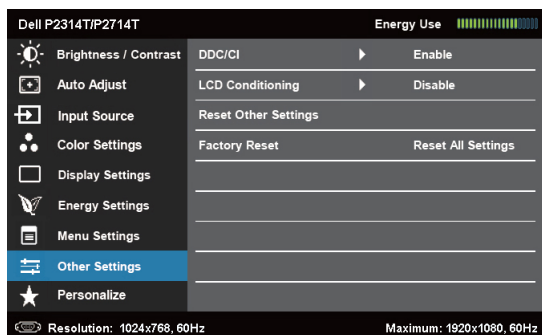 Dell P2314T/P2714T Energy Use
Brightness / Contrast DDC/CI Enable
Auto Adjust LCD Conditioning Disable
Input Source Reset Other Settings
Color Settings Factory Reset Reset All Settings
Display Settings
Energy Settings
Menu Settings
Other Settings
Personalize
Resolution: 1024x768, 60Hz Maximum: 1920x1080, 60Hz